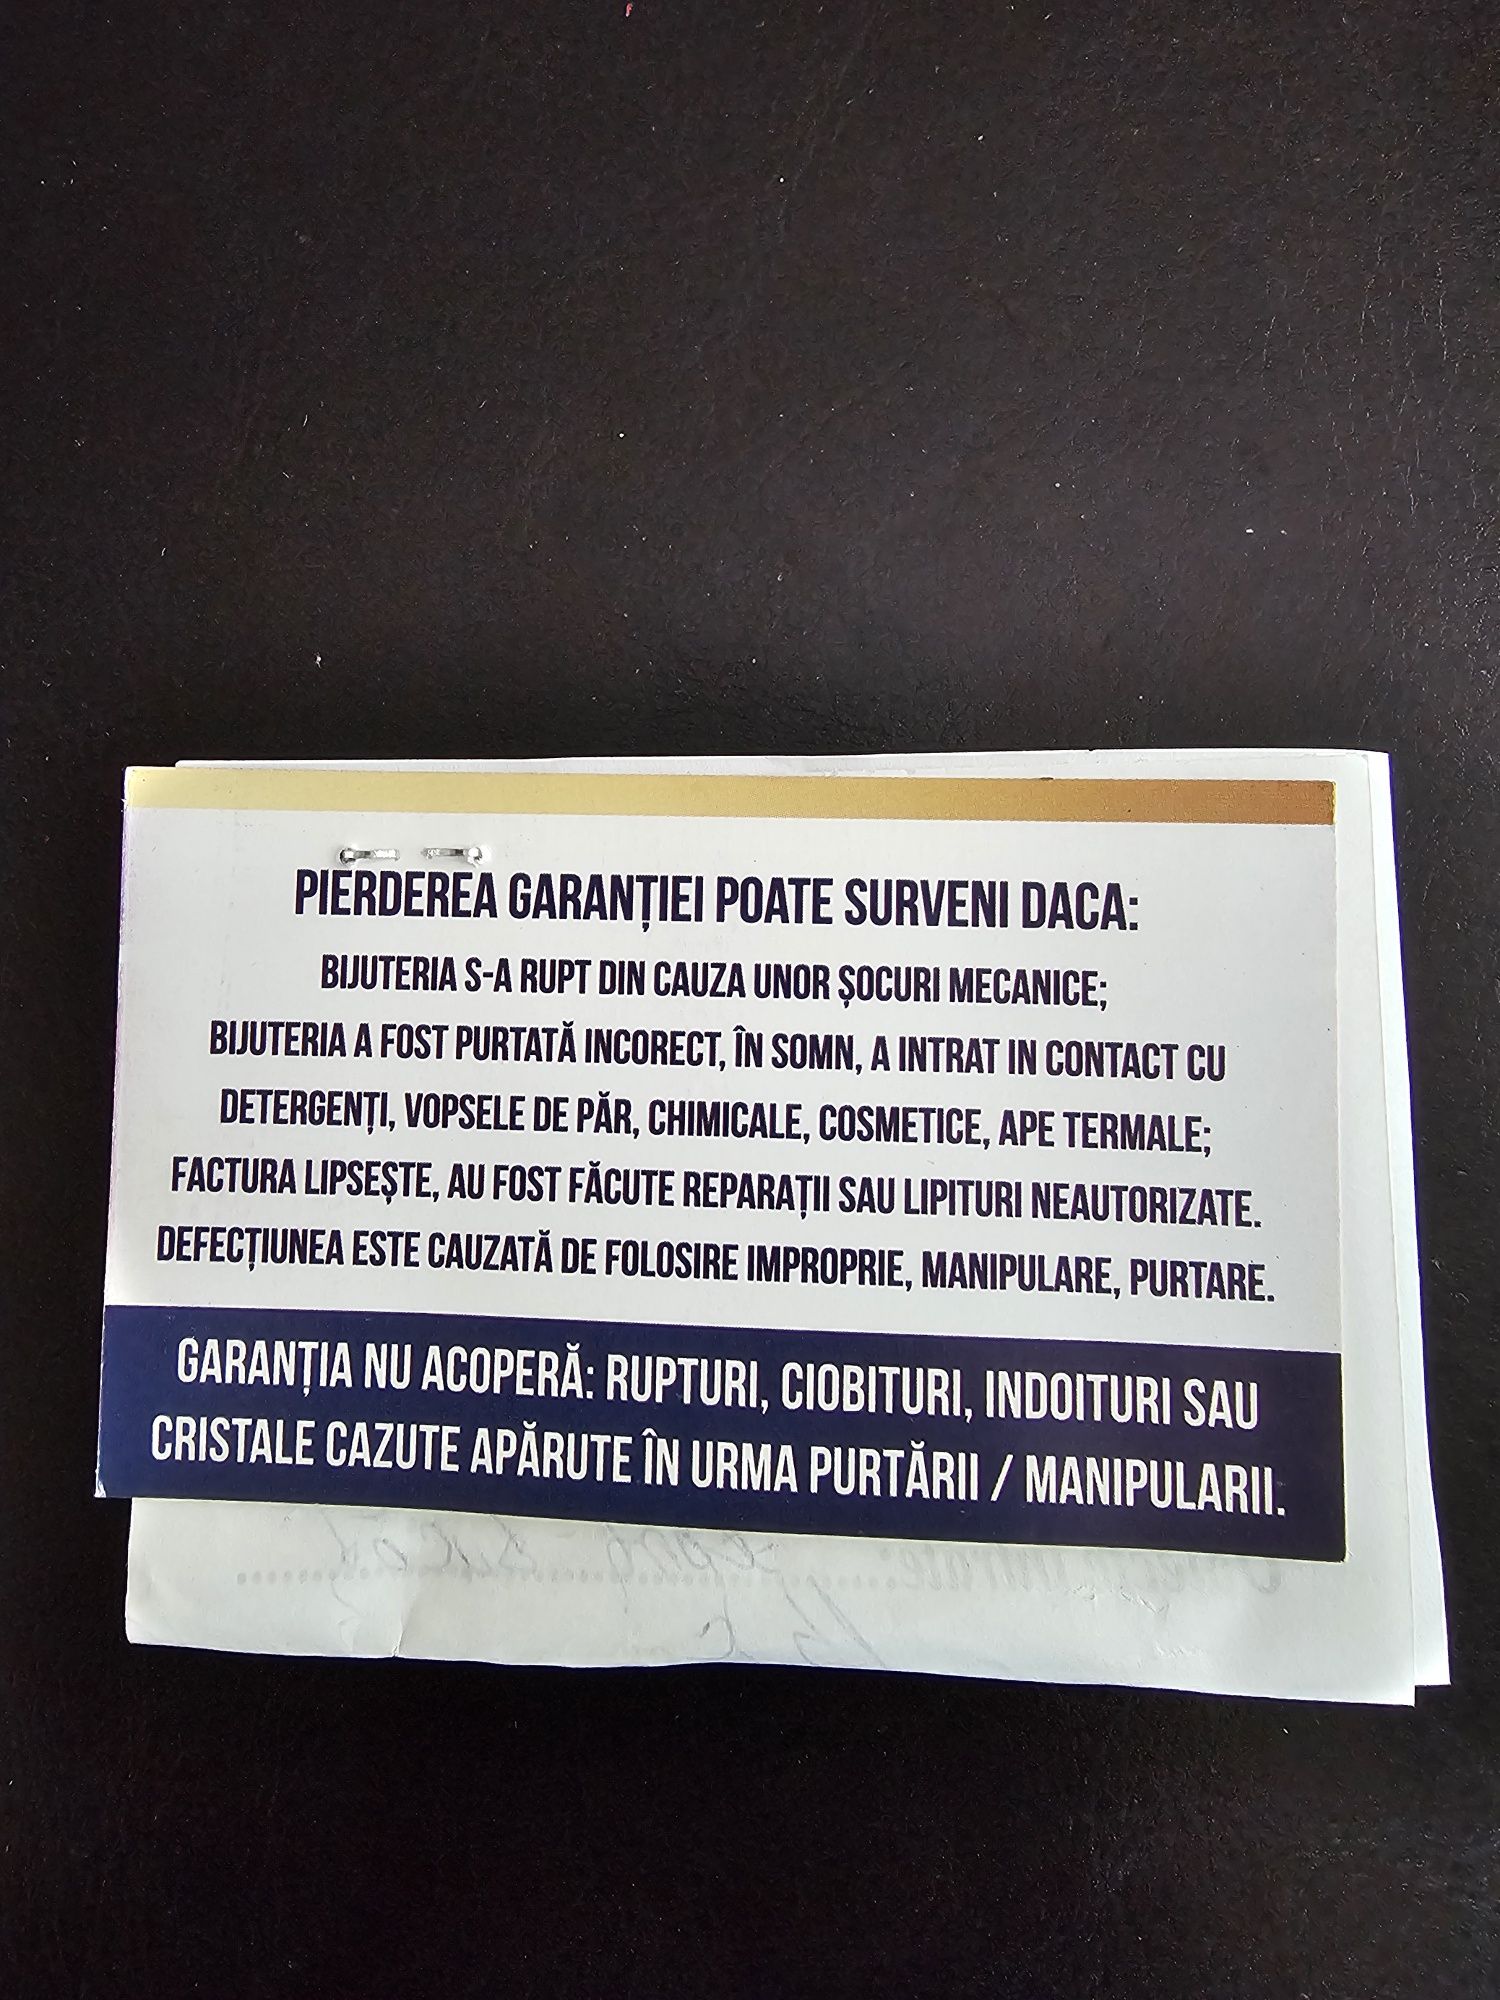 PIERDEREA GARANȚIEI POATE SURVENI DACA:
BIJUTERIA S-A RUPT DIN CAUZA UNOR ȘOCURI MECANICE;
BIJUTERIA A FOST PURTATĂ INCORECT, ÎN SOMN, A INTRAT IN CONTACT CU
DETERGENȚI, VOPSELE DE PĂR, CHIMICALE, COSMETICE, APE TERMALE;
FACTURA LIPSEȘTE, AU FOST FĂCUTE REPARAȚII SAU LIPITURI NEAUTORIZATE.
DEFECȚIUNEA ESTE CAUZATĂ DE FOLOSIRE IMPROPRIE, MANIPULARE, PURTARE.
GARANȚIA NU ACOPERĂ: RUPTURI, CIOBITURI, INDOITURI SAU
CRISTALE CAZUTE APĂRUTE ÎN URMA PURTĂRII / MANIPULARII.